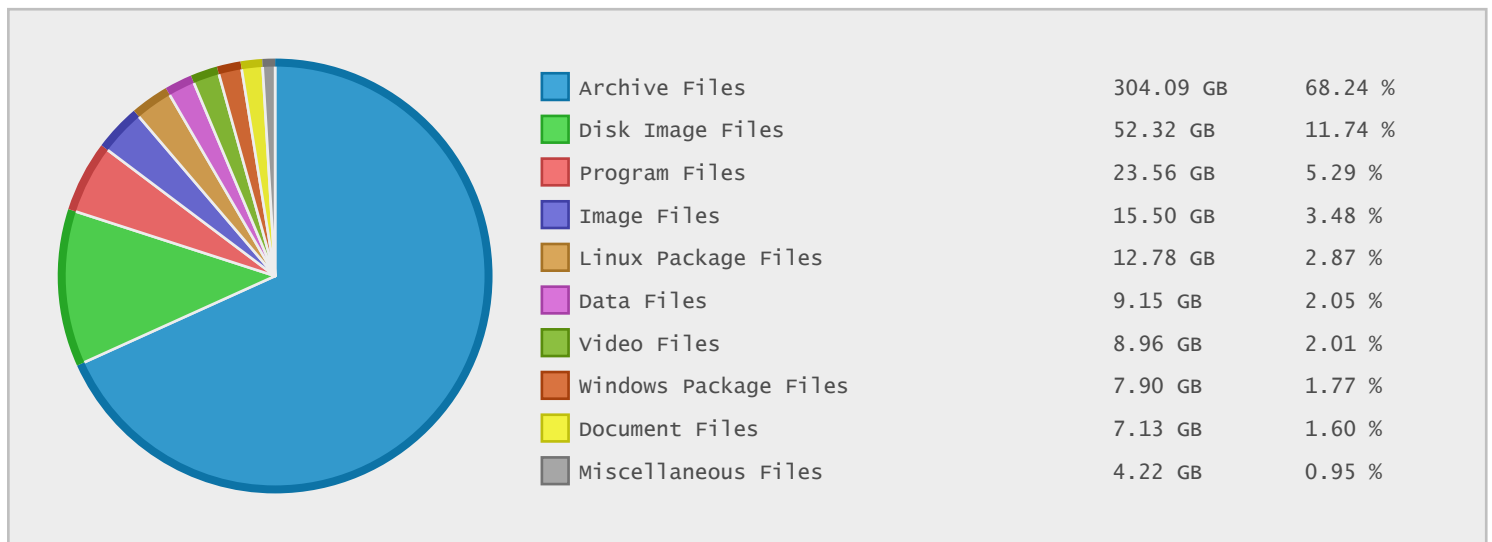 Archive Files 304.09 GB 68.24 %
Disk Image Files 52.32 GB 11.74 %
Program Files 23.56 GB 5.29 %
Image Files 15.50 GB 3.48 %
Linux Package Files 12.78 GB 2.87 %
Data Files 9.15 GB 2.05 %
Video Files 8.96 GB 2.01 %
Windows Package Files 7.90 GB 1.77 %
Document Files 7.13 GB 1.60 %
Miscellaneous Files 4.22 GB 0.95 %